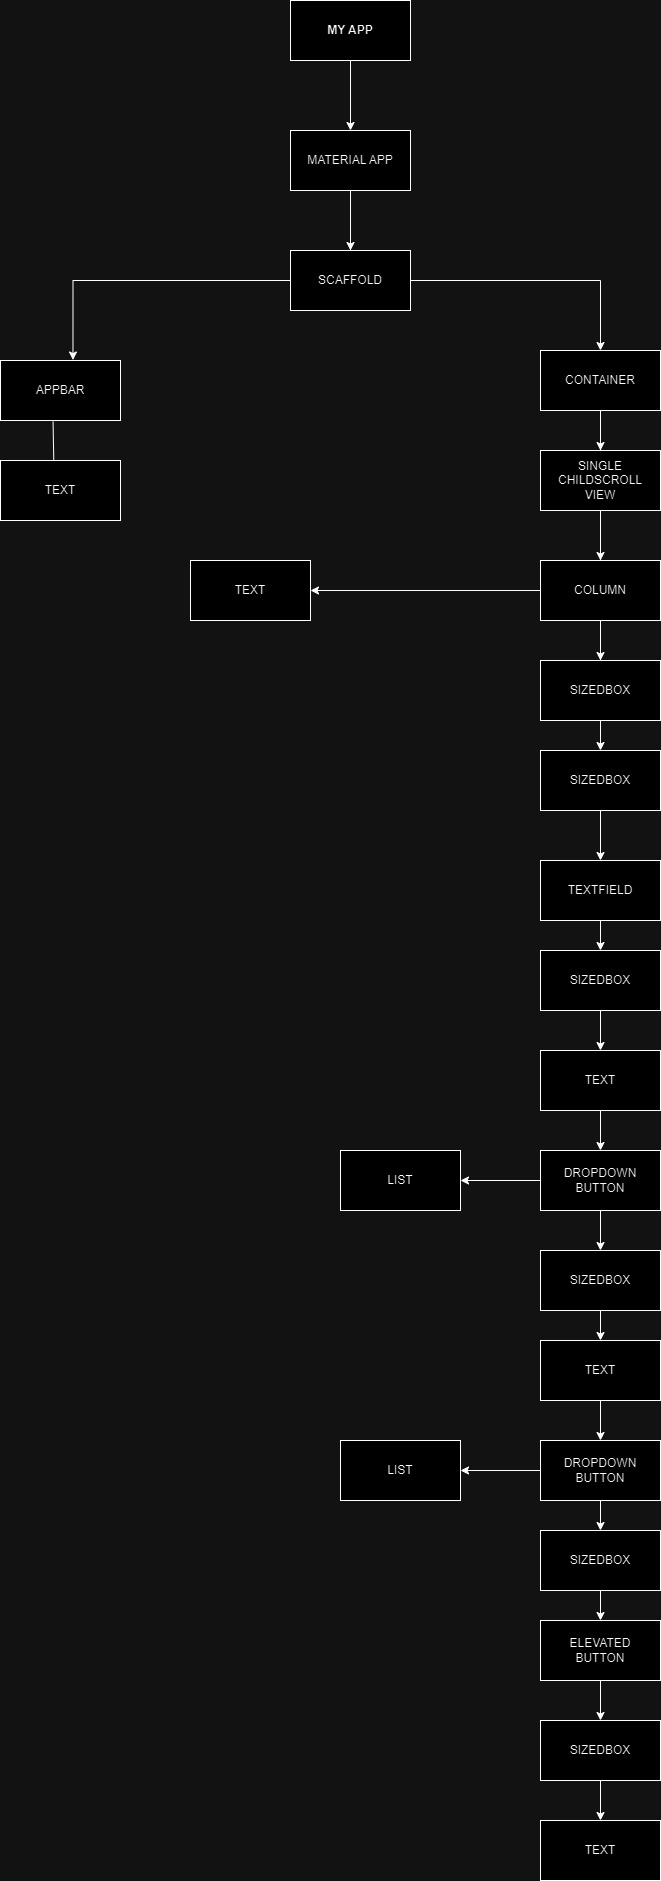 MY APP
MATERIAL APP
SCAFFOLD
APPBAR
CONTAINER
TEXT
SINGLE
CHILDSCROLL
VIEW
TEXT
COLUMN
SIZEDBOX
SIZEDBOX
TEXTFIELD
SIZEDBOX
TEXT
LIST
DROPDOWN
BUTTON
SIZEDBOX
TEXT
LIST
DROPDOWN
BUTTON
SIZEDBOX
ELEVATED
BUTTON
SIZEDBOX
TEXT